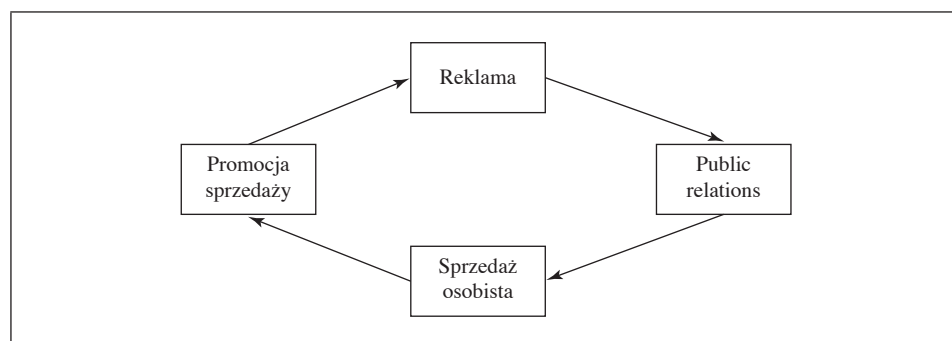 Reklama
Promocja
sprzedaży
Public
relations
Sprzedaż
osobista